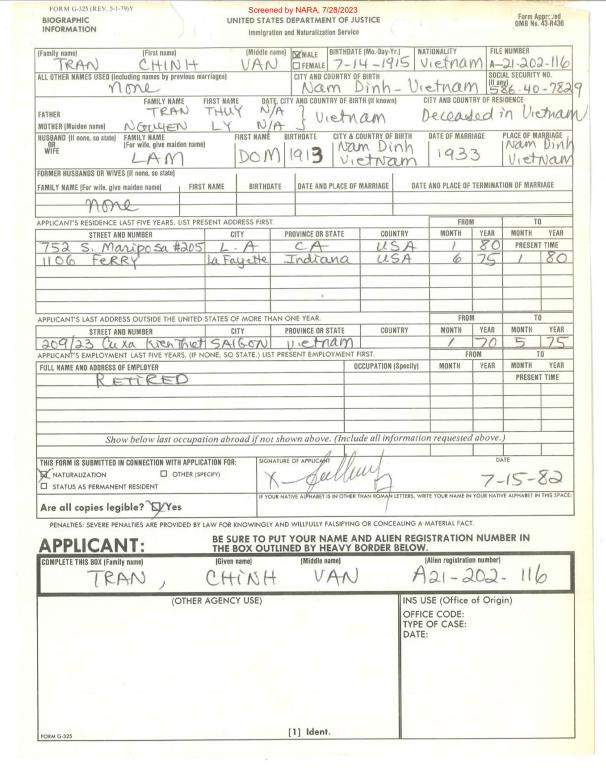 FORM G-325 (REV. 5-1-79)Y
Screened by NARA, 7/28/2023
BIOGRAPHIC INFORMATION
UNITED STATES DEPARTMENT OF JUSTICE
Immigration and Naturalization Service
Form Approved
OMB No. 43-R436
(Family name) (First name) (Middle name) MALE FEMALE BIRTHDATE (Mo.-Day-Yr.) NATIONALITY FILE NUMBER
TRAN CHINH VAN 7-14-1915 Vietnam A-21-202-116
ALL OTHER NAMES USED (Including names by previous marriages) CITY AND COUNTRY OF BIRTH SOCIAL SECURITY NO. (If any)
None Nam Dinh - Vietnam 586-40-7829
FAMILY NAME FIRST NAME DATE, CITY AND COUNTRY OF BIRTH (If known) CITY AND COUNTRY OF RESIDENCE
FATHER TRAN THUY N/A } Vietnam Deceased in Vietnam
MOTHER (Maiden name) NGUYEN LY N/A
HUSBAND (If none, so state) OR WIFE FAMILY NAME (For wife, give maiden name) FIRST NAME BIRTHDATE CITY & COUNTRY OF BIRTH DATE OF MARRIAGE PLACE OF MARRIAGE
LAM DOM 1913 Nam Dinh Vietnam 1933 Nam Dinh Vietnam
FORMER HUSBANDS OR WIVES (If none, so state)
FAMILY NAME (For wife, give maiden name) FIRST NAME BIRTHDATE DATE AND PLACE OF MARRIAGE DATE AND PLACE OF TERMINATION OF MARRIAGE
none
APPLICANT'S RESIDENCE LAST FIVE YEARS. LIST PRESENT ADDRESS FIRST. FROM TO
STREET AND NUMBER CITY PROVINCE OR STATE COUNTRY MONTH YEAR MONTH YEAR
752 S. Mariposa #205 L.A CA USA 1 80 PRESENT TIME
1106 FeRRY La Fayette Indiana USA 6 75 1 80
APPLICANT'S LAST ADDRESS OUTSIDE THE UNITED STATES OF MORE THAN ONE YEAR. FROM TO
STREET AND NUMBER CITY PROVINCE OR STATE COUNTRY MONTH YEAR MONTH YEAR
209/23 Cuxa Kien Thiet SAIGON Vietnam 1 70 5 75
APPLICANT'S EMPLOYMENT LAST FIVE YEARS. (IF NONE, SO STATE.) LIST PRESENT EMPLOYMENT FIRST. FROM TO
FULL NAME AND ADDRESS OF EMPLOYER OCCUPATION (Specify) MONTH YEAR MONTH YEAR
RETIRED PRESENT TIME
Show below last occupation abroad if not shown above. (Include all information requested above.)
THIS FORM IS SUBMITTED IN CONNECTION WITH APPLICATION FOR: SIGNATURE OF APPLICANT DATE
NATURALIZATION OTHER (SPECIFY) X 7-15-82
STATUS AS PERMANENT RESIDENT
IF YOUR NATIVE ALPHABET IS IN OTHER THAN ROMAN LETTERS, WRITE YOUR NAME IN YOUR NATIVE ALPHABET IN THIS SPACE:
Are all copies legible? Yes
PENALTIES: SEVERE PENALTIES ARE PROVIDED BY LAW FOR KNOWINGLY AND WILLFULLY FALSIFYING OR CONCEALING A MATERIAL FACT.
APPLICANT: BE SURE TO PUT YOUR NAME AND ALIEN REGISTRATION NUMBER IN
THE BOX OUTLINED BY HEAVY BORDER BELOW.
COMPLETE THIS BOX (Family name) (Given name) (Middle name) (Alien registration number)
TRAN , CHINH VAN A21-202-116
(OTHER AGENCY USE) INS USE (Office of Origin)
OFFICE CODE:
TYPE OF CASE:
DATE:
FORM G-325
[1] Ident.